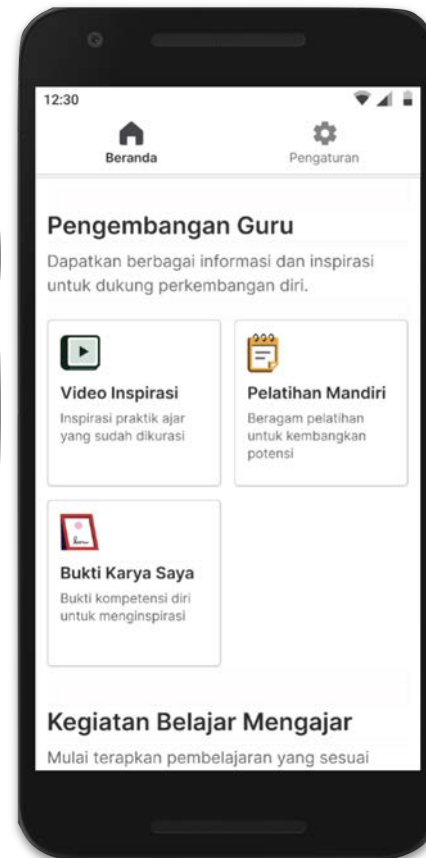 12:30
Beranda
Pengaturan
Pengembangan Guru
Dapatkan berbagai informasi dan inspirasi
untuk dukung perkembangan diri.
Video Inspirasi
Inspirasi praktik ajar
yang sudah dikurasi
Pelatihan Mandiri
Beragam pelatihan
untuk kembangkan
potensi
Bukti Karya Saya
Bukti kompetensi diri
untuk menginspirasi
Kegiatan Belajar Mengajar
Mulai terapkan pembelajaran yang sesuai